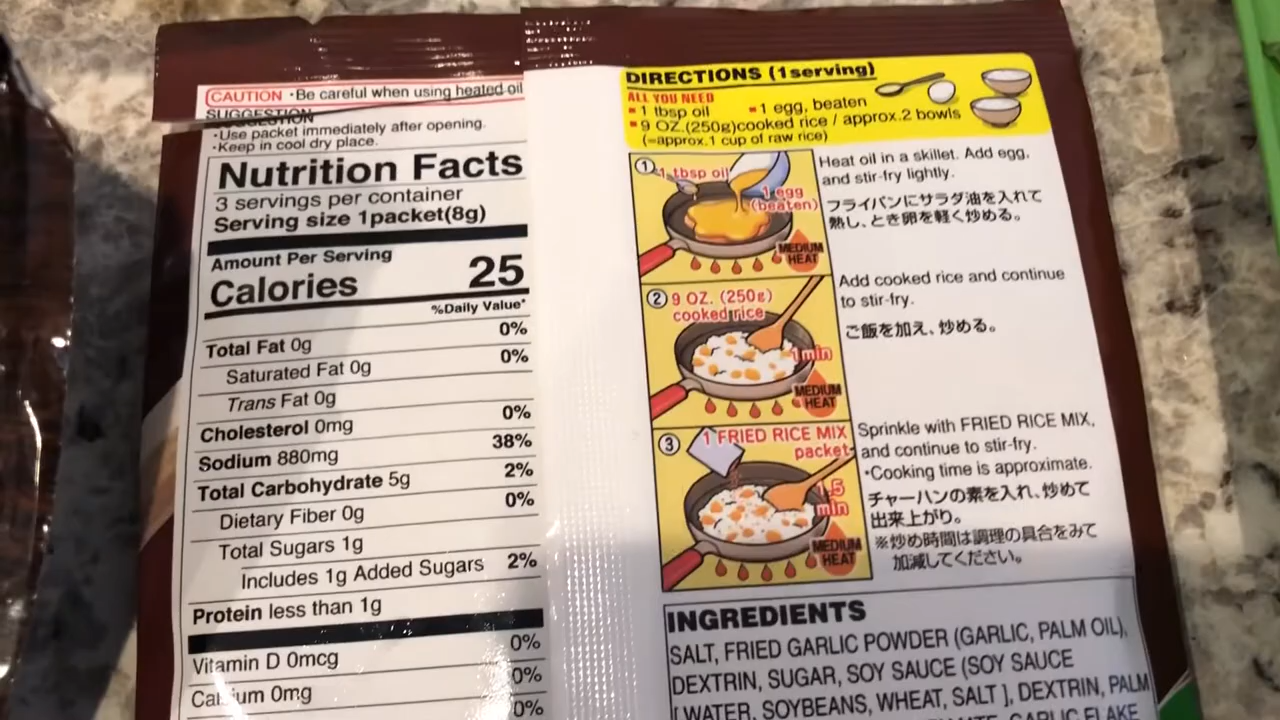 CAUTION ・Be careful when using heated oil
SUGGESTION
・Use packet immediately after opening.
・Keep in cool dry place.
Nutrition Facts
3 servings per container
Serving size 1packet(8g)
Amount Per Serving
Calories 25
%Daily Value*
Total Fat 0g 0%
Saturated Fat 0g 0%
Trans Fat 0g
Cholesterol 0mg 0%
Sodium 880mg 38%
Total Carbohydrate 5g 2%
Dietary Fiber 0g 0%
Total Sugars 1g
Includes 1g Added Sugars 2%
Protein less than 1g
Vitamin D 0mcg 0%
Calcium 0mg 0%
0%
DIRECTIONS (1serving)
ALL YOU NEED
1 tbsp oil 1 egg, beaten
9 OZ.(250g)cooked rice / approx.2 bowls
(=approx.1 cup of raw rice)
① 1 tbsp oil
1 egg
(beaten)
MEDIUM
HEAT
Heat oil in a skillet. Add egg,
and stir-fry lightly.
フライパンにサラダ油を入れて
熱し、とき卵を軽く炒める。
② 9 OZ. (250g)
cooked rice
1 min
MEDIUM
HEAT
Add cooked rice and continue
to stir-fry.
ご飯を加え、炒める。
③ 1 FRIED RICE MIX
packet
1.5
min
MEDIUM
HEAT
Sprinkle with FRIED RICE MIX,
and continue to stir-fry.
•Cooking time is approximate.
チャーハンの素を入れ、炒めて
出来上がり。
※炒め時間は調理の具合をみて
加減してください。
INGREDIENTS
SALT, FRIED GARLIC POWDER (GARLIC, PALM OIL),
DEXTRIN, SUGAR, SOY SAUCE (SOY SAUCE
[ WATER, SOYBEANS, WHEAT, SALT ], DEXTRIN, PALM
GARLIC FLAKE